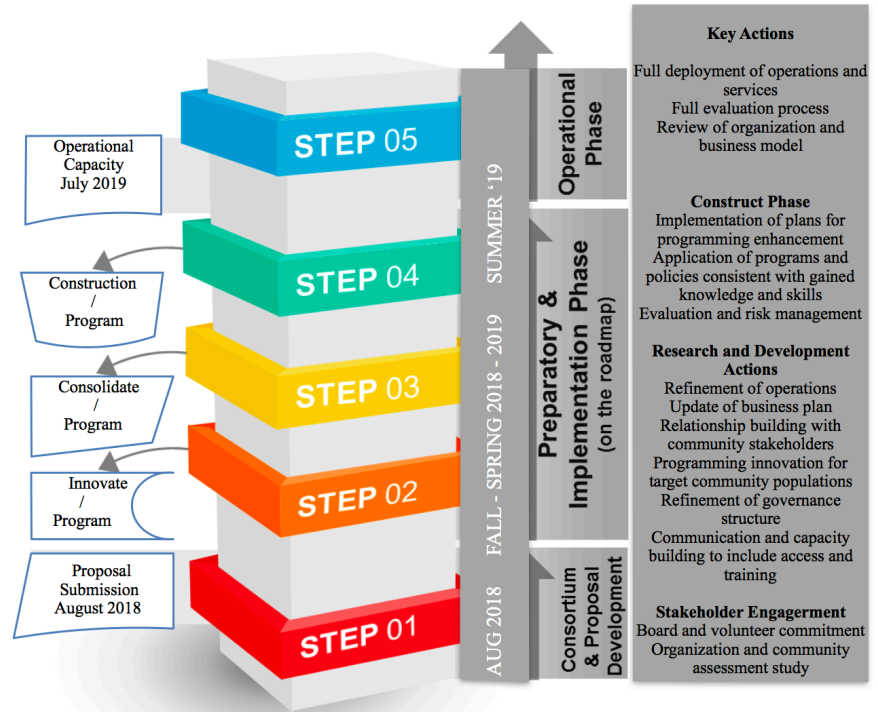 Operational
Capacity
July 2019
Construction
/
Program
Consolidate
/
Program
Innovate
/
Program
Proposal
Submission
August 2018
STEP 05
STEP 04
STEP 03
STEP 02
STEP 01
SUMMER ‘19
FALL - SPRING 2018 - 2019
AUG 2018
Operational
Phase
Preparatory &
Implementation Phase
(on the roadmap)
Consortium
& Proposal
Development
Key Actions
Full deployment of operations and
services
Full evaluation process
Review of organization and
business model
Construct Phase
Implementation of plans for
programming enhancement
Application of programs and
policies consistent with gained
knowledge and skills
Evaluation and risk management
Research and Development
Actions
Refinement of operations
Update of business plan
Relationship building with
community stakeholders
Programming innovation for
target community populations
Refinement of governance
structure
Communication and capacity
building to include access and
training
Stakeholder Engagerment
Board and volunteer commitment
Organization and community
assessment study